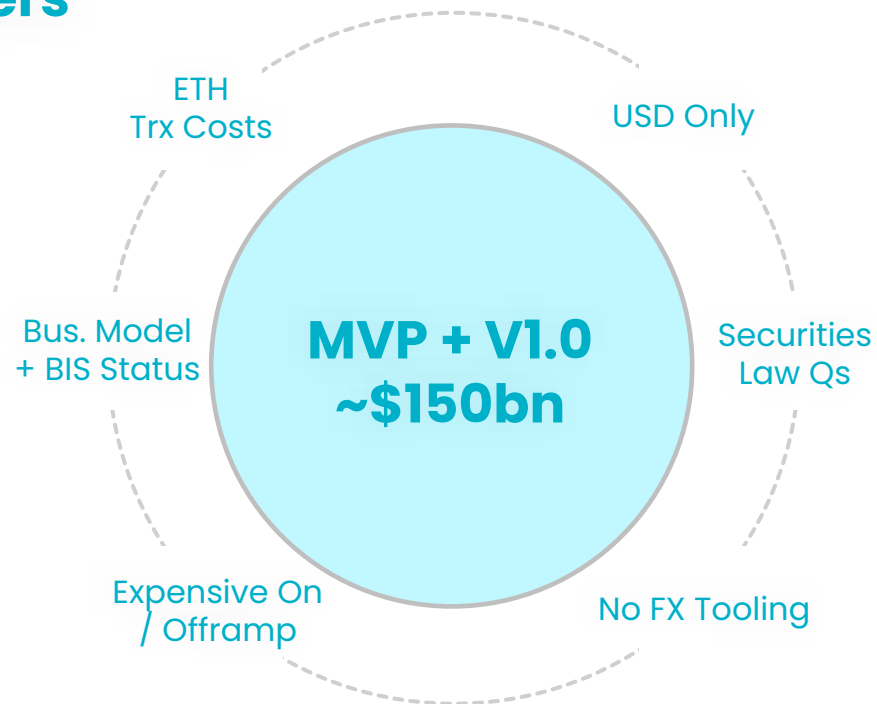 ETH
Trx Costs
USD Only
Bus. Model
+ BIS Status
MVP + V1.0
~$150bn
Securities
Law Qs
Expensive On
/ Offramp
No FX Tooling